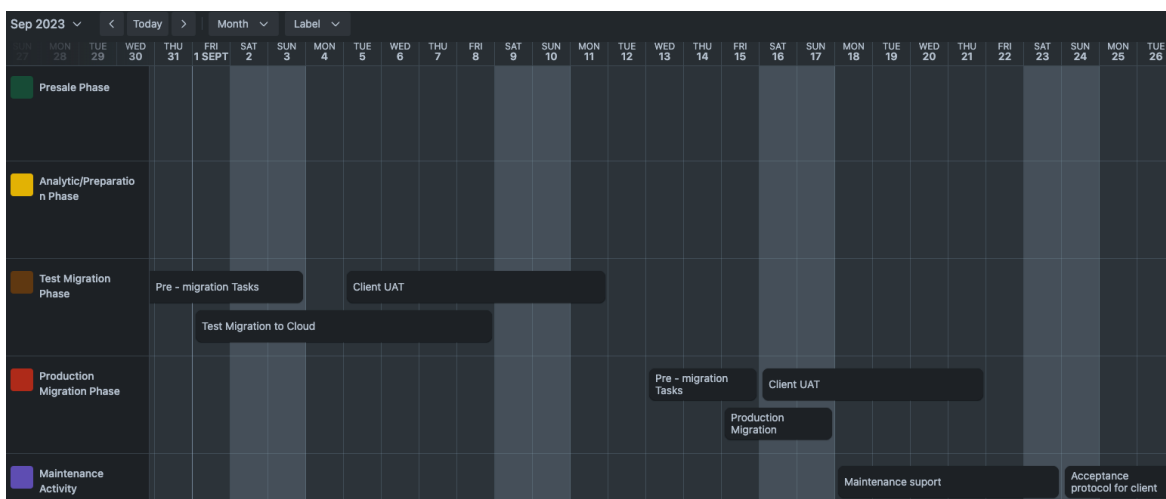 Sep 2023 < Today > Month Label
SUN MON TUE WED THU FRI SAT SUN MON TUE WED THU FRI SAT SUN MON TUE WED THU FRI SAT SUN MON TUE WED THU FRI SAT SUN MON TUE
27 28 29 30 31 1 SEPT 2 3 4 5 6 7 8 9 10 11 12 13 14 15 16 17 18 19 20 21 22 23 24 25 26
Presale Phase
Analytic/Preparatio
n Phase
Test Migration
Phase
Pre - migration Tasks
Client UAT
Test Migration to Cloud
Production
Migration Phase
Pre - migration
Tasks
Client UAT
Production
Migration
Maintenance
Activity
Maintenance suport
Acceptance
protocol for client